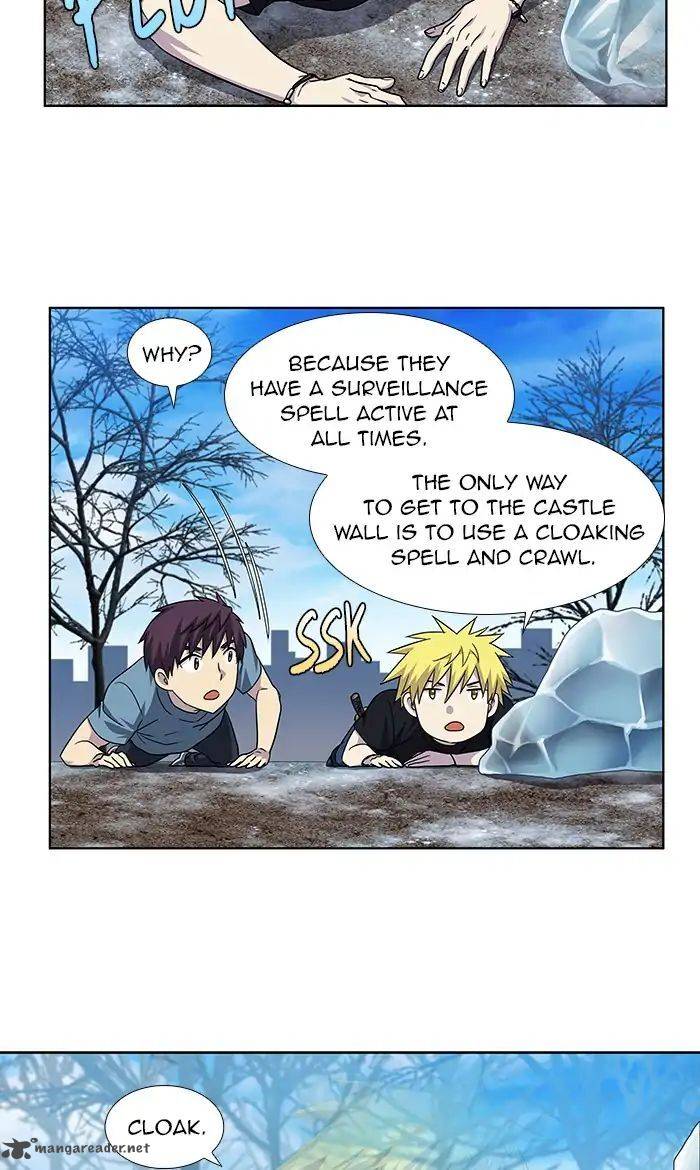 WHY?
BECAUSE THEY
HAVE A SURVEILLANCE
SPELL ACTIVE AT
ALL TIMES.
THE ONLY WAY
TO GET TO THE CASTLE
WALL IS TO USE A CLOAKING
SPELL AND CRAWL.
SSK
CLOAK.
mangareader.net